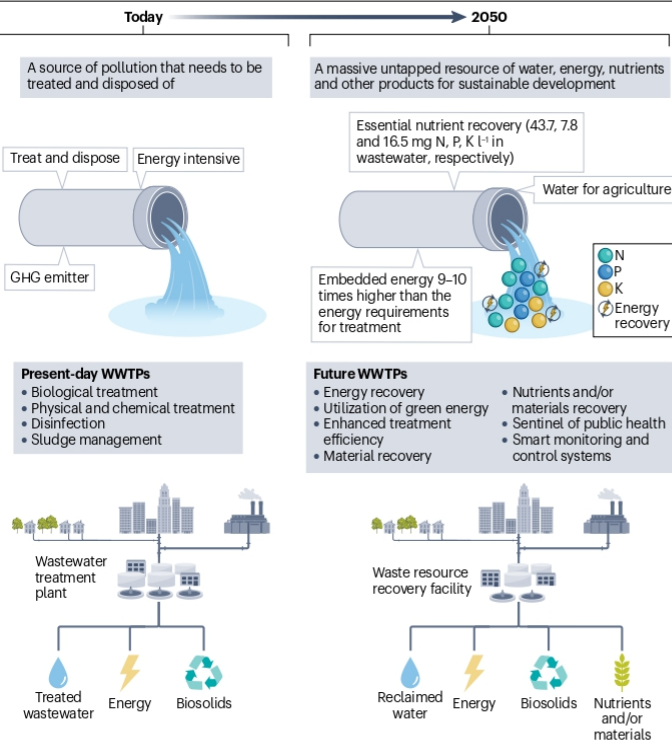 Today
2050
A source of pollution that needs to be
treated and disposed of
A massive untapped resource of water, energy, nutrients
and other products for sustainable development
Treat and dispose
Energy intensive
GHG emitter
Essential nutrient recovery (43.7, 7.8
and 16.5 mg N, P, K l⁻¹ in
wastewater, respectively)
Water for agriculture
Embedded energy 9–10
times higher than the
energy requirements
for treatment
N
P
K
Energy
recovery
Present-day WWTPs
• Biological treatment
• Physical and chemical treatment
• Disinfection
• Sludge management
Future WWTPs
• Energy recovery
• Utilization of green energy
• Enhanced treatment
efficiency
• Material recovery
• Nutrients and/or
materials recovery
• Sentinel of public health
• Smart monitoring and
control systems
Wastewater
treatment
plant
Treated
wastewater
Energy
Biosolids
Waste resource
recovery facility
Reclaimed
water
Energy
Biosolids
Nutrients
and/or
materials